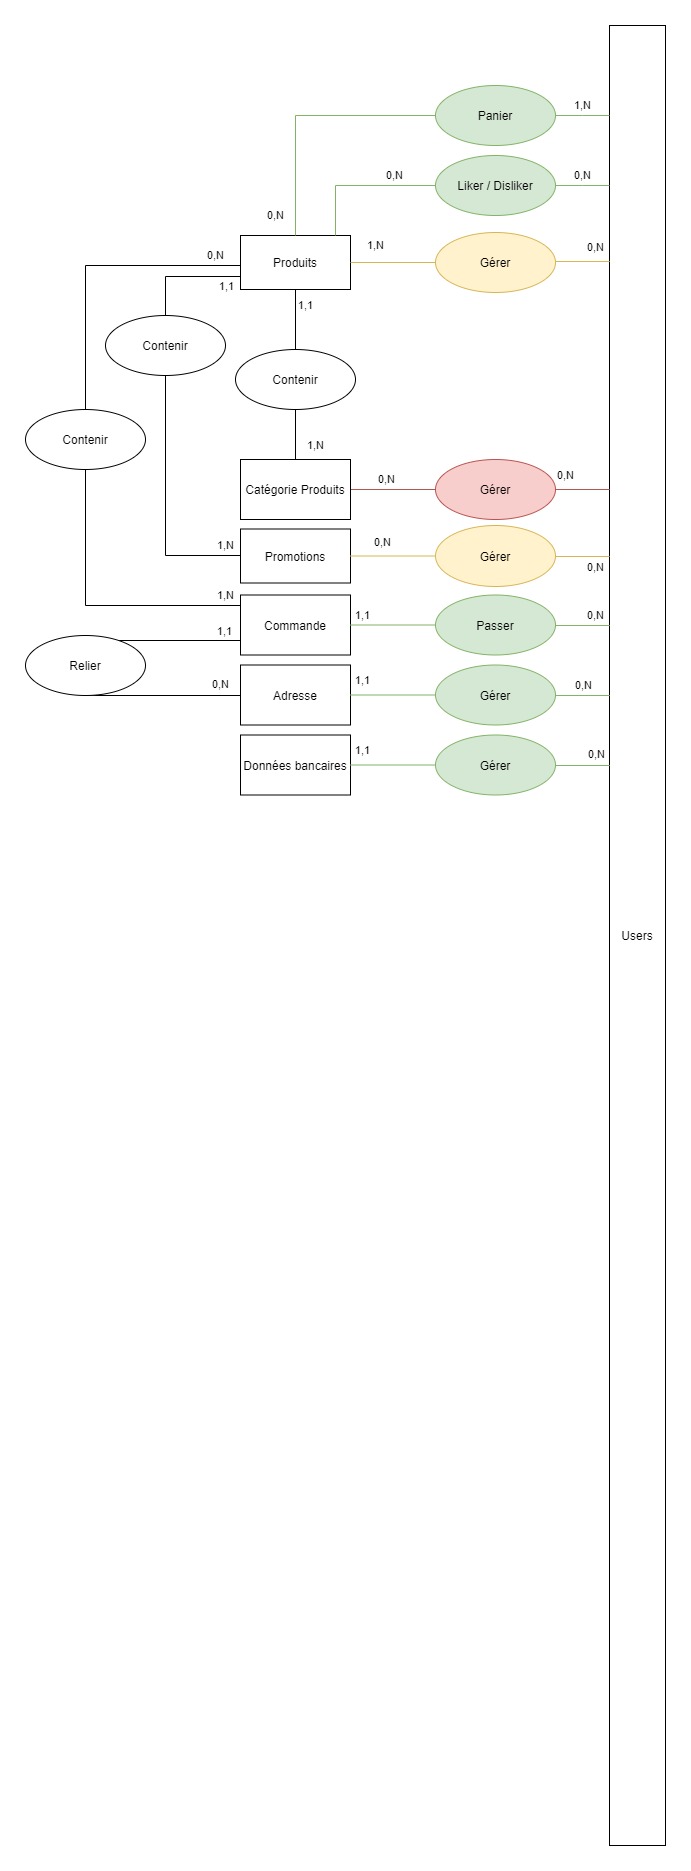 1,N
Panier
0,N
0,N
Liker / Disliker
0,N
0,N
1,1
Produits
1,N
Gérer
0,N
1,1
Contenir
Contenir
Contenir
1,N
Catégorie Produits
0,N
Gérer
0,N
1,N
Promotions
0,N
Gérer
0,N
1,N
1,1
Commande
1,1
Passer
0,N
Relier
0,N
Adresse
1,1
Gérer
0,N
Données bancaires
1,1
Gérer
0,N
Users